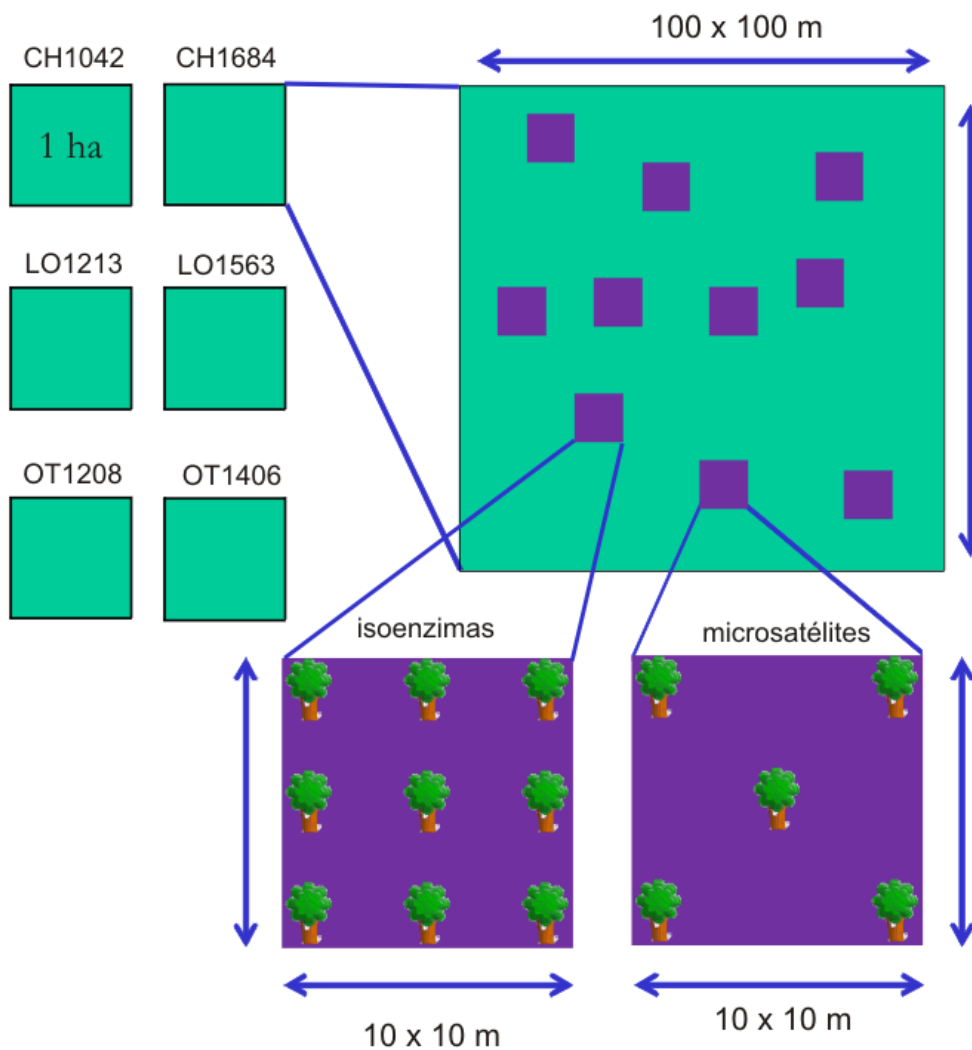 100 x 100 m
CH1042
CH1684
1 ha
LO1213
LO1563
OT1208
OT1406
isoenzimas
microsatélites
10 x 10 m
10 x 10 m